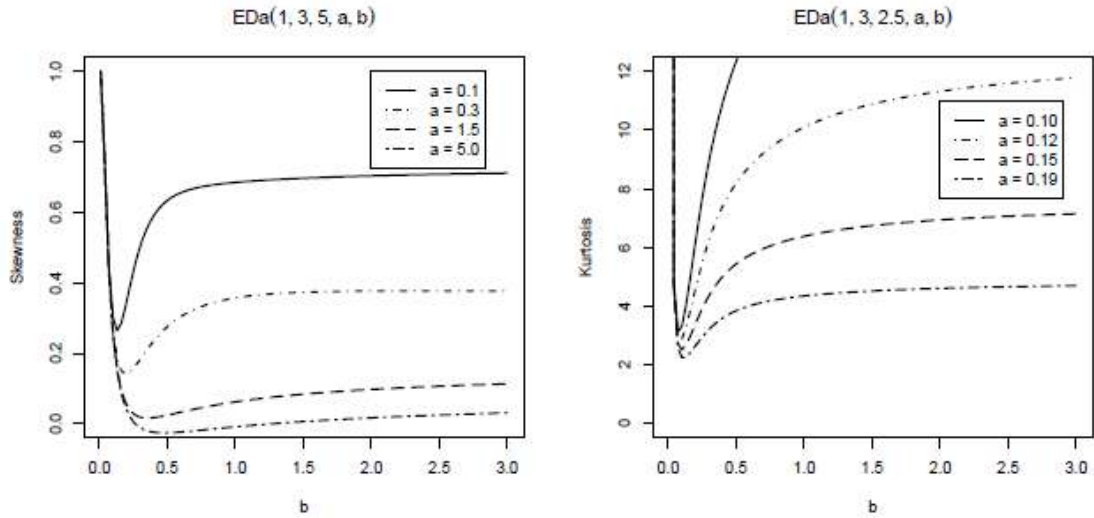 EDa(1, 3, 5, a, b)
Skewness
1.0
0.8
0.6
0.4
0.2
0.0
a = 0.1
a = 0.3
a = 1.5
a = 5.0
0.0 0.5 1.0 1.5 2.0 2.5 3.0
b
EDa(1, 3, 2.5, a, b)
Kurtosis
12
10
8
6
4
2
0
a = 0.10
a = 0.12
a = 0.15
a = 0.19
0.0 0.5 1.0 1.5 2.0 2.5 3.0
b